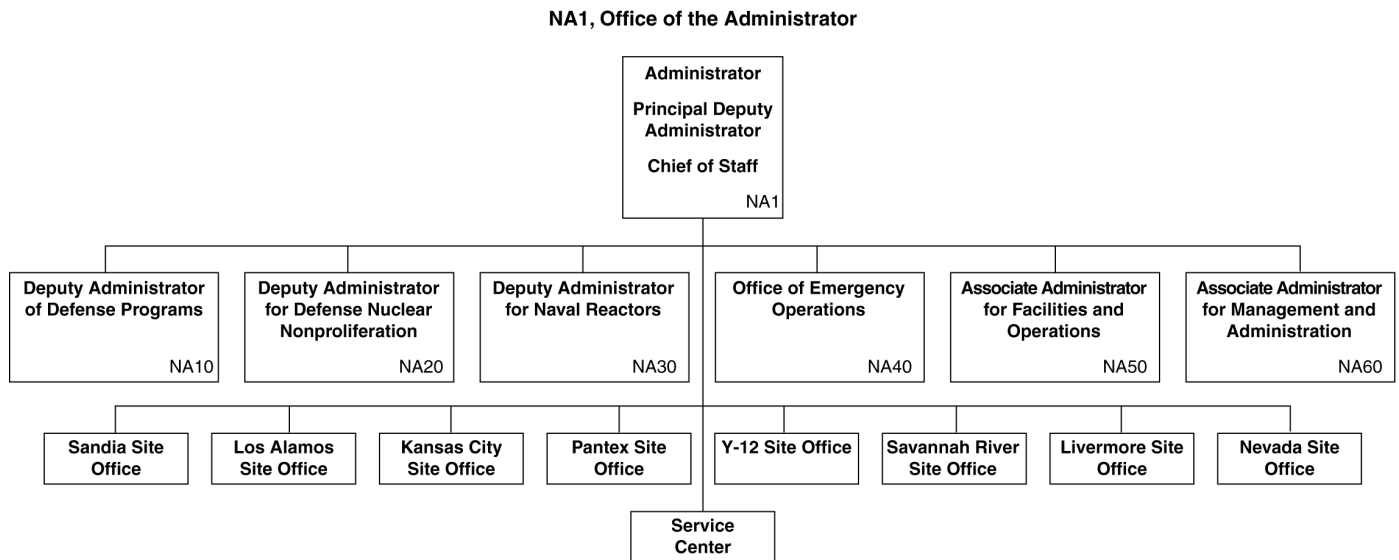 NA1, Office of the Administrator
Administrator
Principal Deputy
Administrator
Chief of Staff
NA1
Deputy Administrator
of Defense Programs
NA10
Deputy Administrator
for Defense Nuclear
Nonproliferation
NA20
Deputy Administrator
for Naval Reactors
NA30
Office of Emergency
Operations
NA40
Associate Administrator
for Facilities and
Operations
NA50
Associate Administrator
for Management and
Administration
NA60
Sandia Site
Office
Los Alamos
Site Office
Kansas City
Site Office
Pantex Site
Office
Y-12 Site Office
Savannah River
Site Office
Livermore Site
Office
Nevada Site
Office
Service
Center